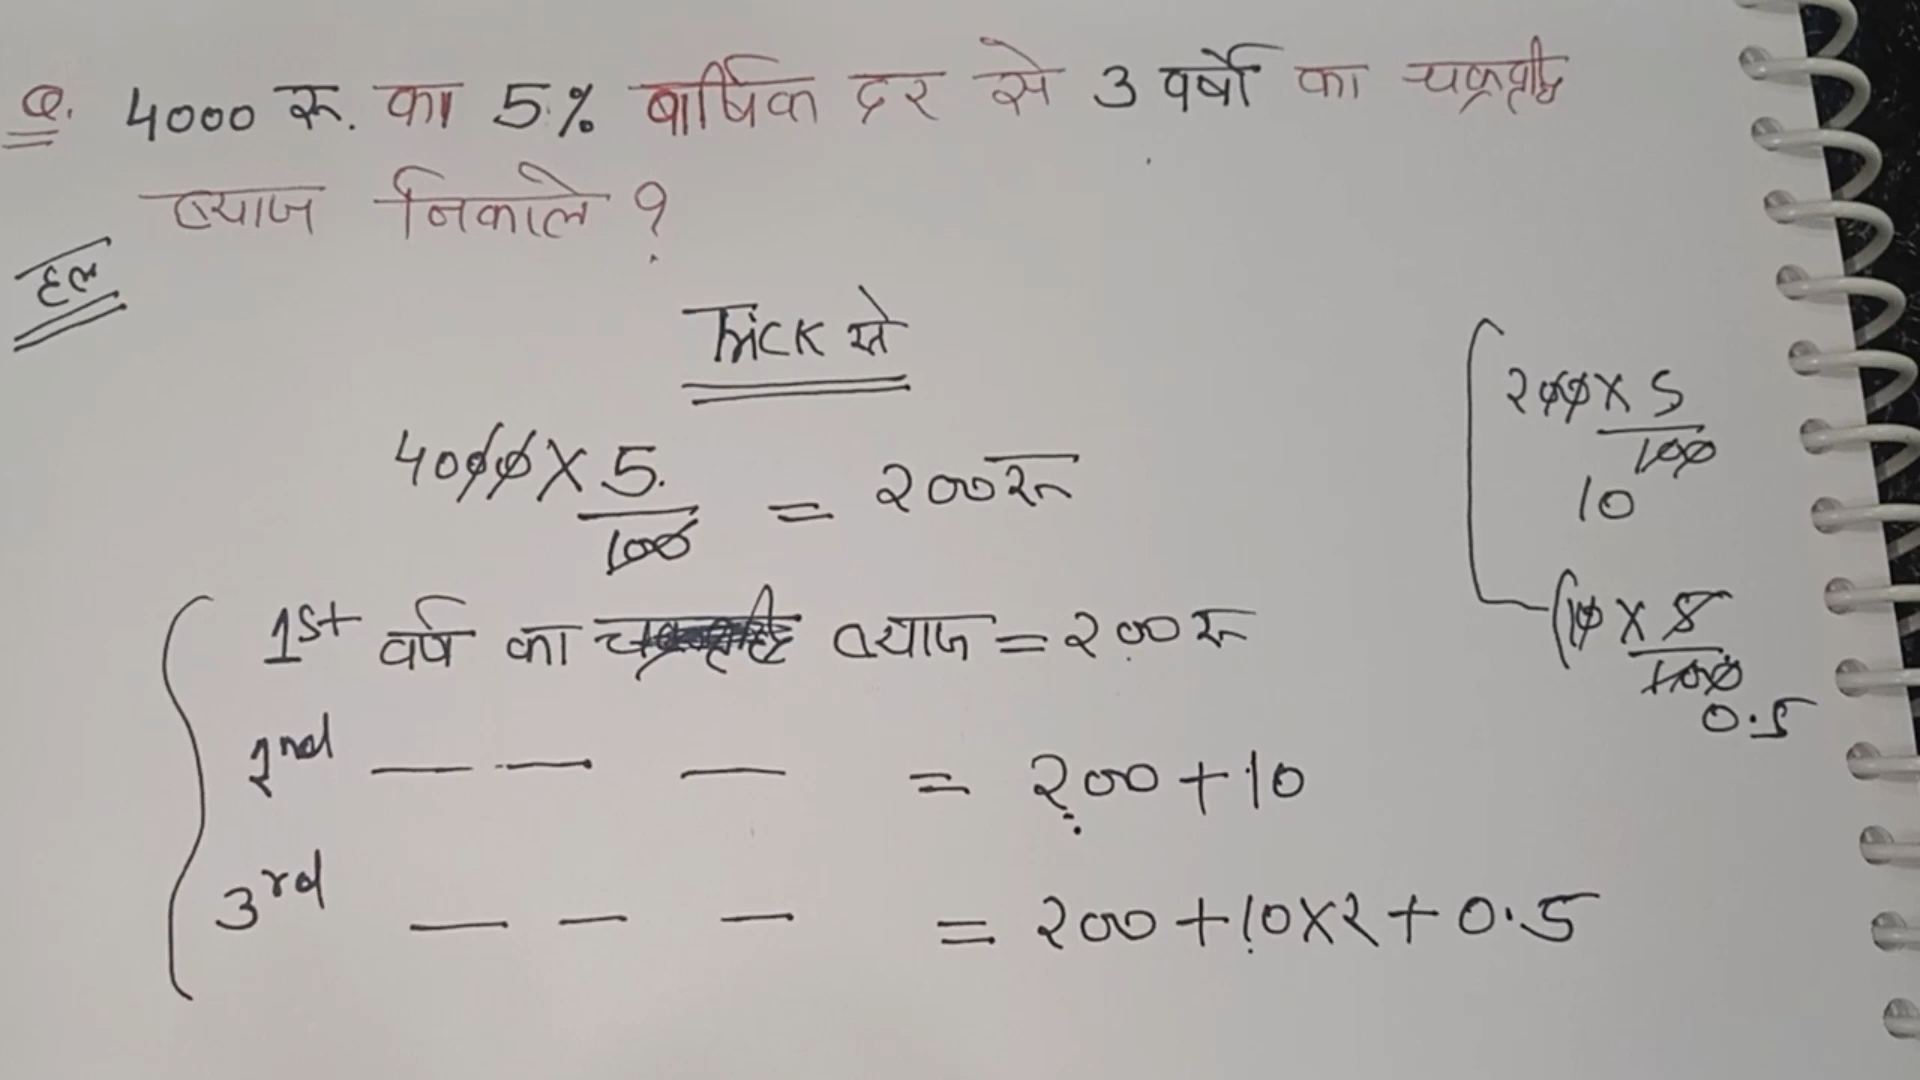 Q. 4000 रू. का 5% बार्षिक दर से 3 वर्षो का चक्रवृद्धि
ब्याज निकाले ?
हल
Trick से
4000 X 5/100 = 200 रू
1st वर्ष का ब्याज = 200 रू
2nd — — — = 200 + 10
3rd — — — = 200 + 10 X 2 + 0.5
200 X 5/100
10
10 X 5/100
0.5